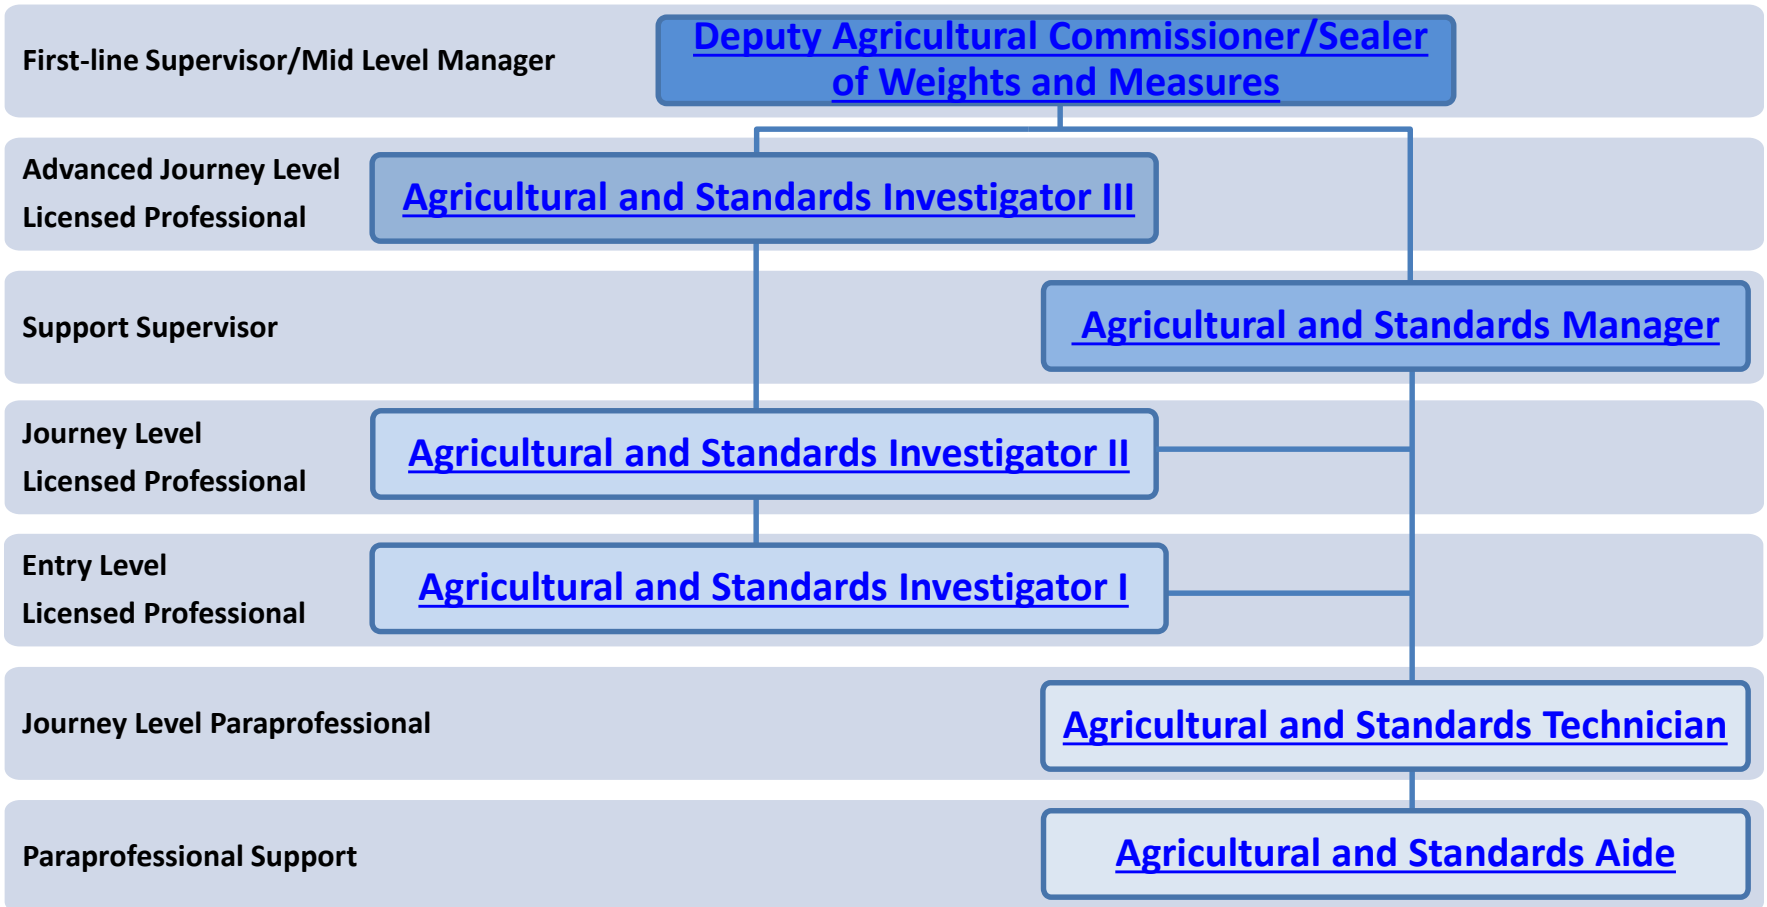 First-line Supervisor/Mid Level Manager
Deputy Agricultural Commissioner/Sealer
of Weights and Measures
Advanced Journey Level
Licensed Professional
Agricultural and Standards Investigator III
Support Supervisor
Agricultural and Standards Manager
Journey Level
Licensed Professional
Agricultural and Standards Investigator II
Entry Level
Licensed Professional
Agricultural and Standards Investigator I
Journey Level Paraprofessional
Agricultural and Standards Technician
Paraprofessional Support
Agricultural and Standards Aide